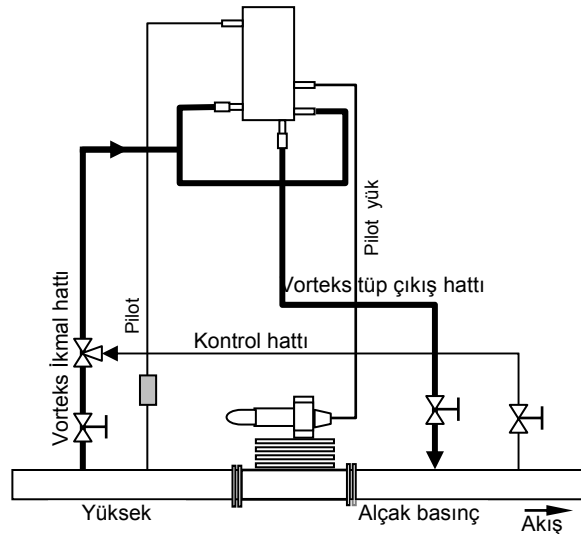 Pilot yük
Vorteks tüp çıkış hattı
Vorteks İkmal hattı
Pilot
Kontrol hattı
Yüksek
Alçak basınç
Akış